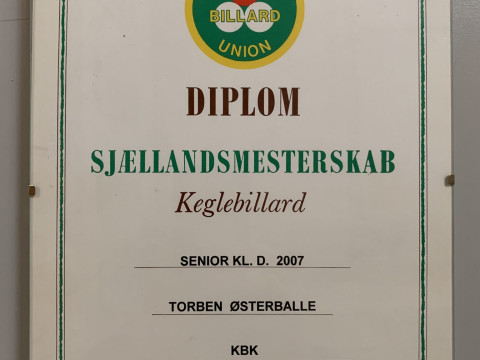 BILLARD
UNION
DIPLOM
SJÆLLANDSMESTERSKAB
Keglebillard
SENIOR KL. D. 2007
TORBEN ØSTERBALLE
KBK